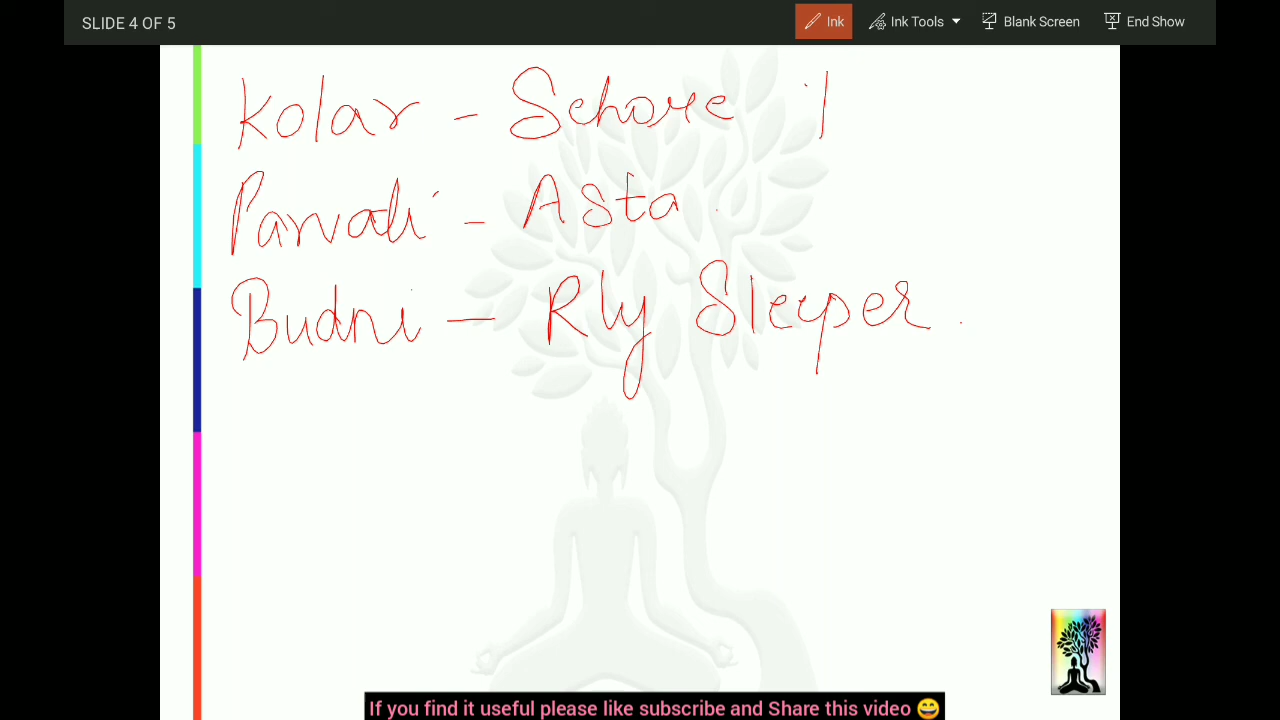 SLIDE 4 OF 5
Ink Ink Tools Blank Screen End Show
Kolar - Sehore
Parvati - Asta
Budni - Rly Sleeper
If you find it useful please like subscribe and Share this video 😄